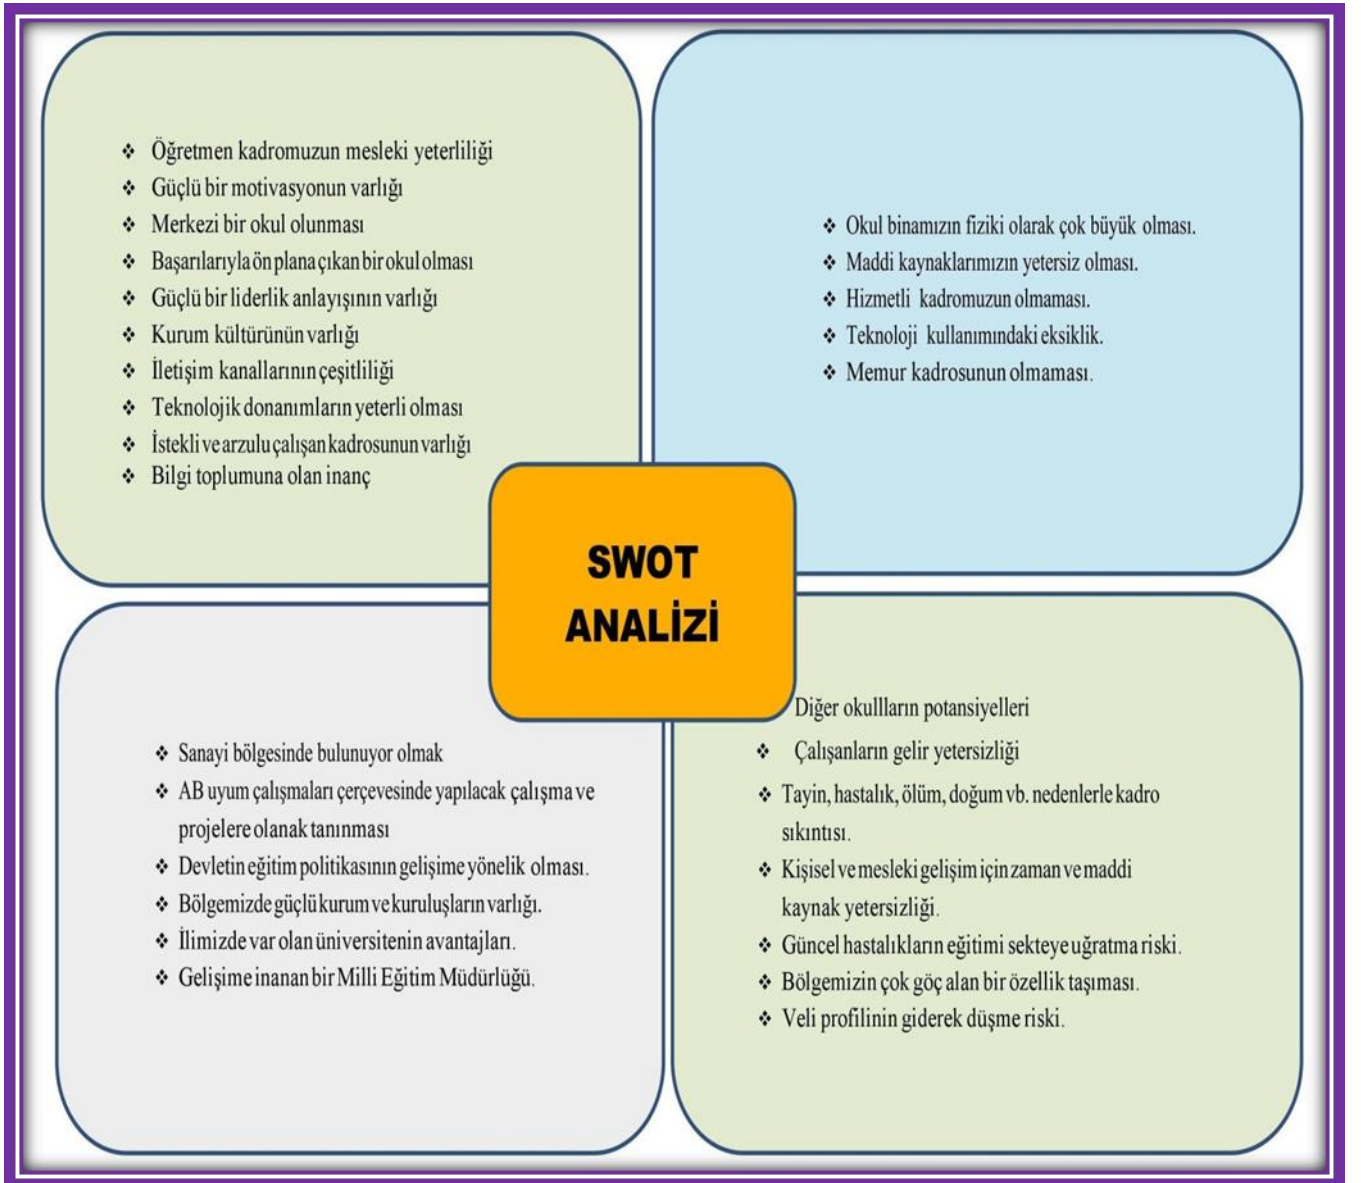 ❖ Öğretmen kadromuzun mesleki yeterliliği
❖ Güçlü bir motivasyonun varlığı
❖ Merkezi bir okul olunması
❖ Başarılarıyla ön plana çıkan bir okul olması
❖ Güçlü bir liderlik anlayışının varlığı
❖ Kurum kültürünün varlığı
❖ İletişim kanallarının çeşitliliği
❖ Teknolojik donanımların yeterli olması
❖ İstekli ve arzulu çalışan kadrosunun varlığı
❖ Bilgi toplumuna olan inanç
❖ Okul binamızın fiziki olarak çok büyük olması.
❖ Maddi kaynaklarımızın yetersiz olması.
❖ Hizmetli kadromuzun olmaması.
❖ Teknoloji kullanımındaki eksiklik.
❖ Memur kadrosunun olmaması.
SWOT
ANALİZİ
❖ Sanayi bölgesinde bulunuyor olmak
❖ AB uyum çalışmaları çerçevesinde yapılacak çalışma ve
projelere olanak tanınması
❖ Devletin eğitim politikasının gelişime yönelik olması.
❖ Bölgemizde güçlü kurum ve kuruluşların varlığı.
❖ İlimizde var olan üniversitenin avantajları.
❖ Gelişime inanan bir Milli Eğitim Müdürlüğü.
Diğer okullların potansiyelleri
❖ Çalışanların gelir yetersizliği
❖ Tayin, hastalık, ölüm, doğum vb. nedenlerle kadro
sıkıntısı.
❖ Kişisel ve mesleki gelişim için zaman ve maddi
kaynak yetersizliği.
❖ Güncel hastalıkların eğitimi sekteye uğratma riski.
❖ Bölgemizin çok göç alan bir özellik taşıması.
❖ Veli profilinin giderek düşme riski.